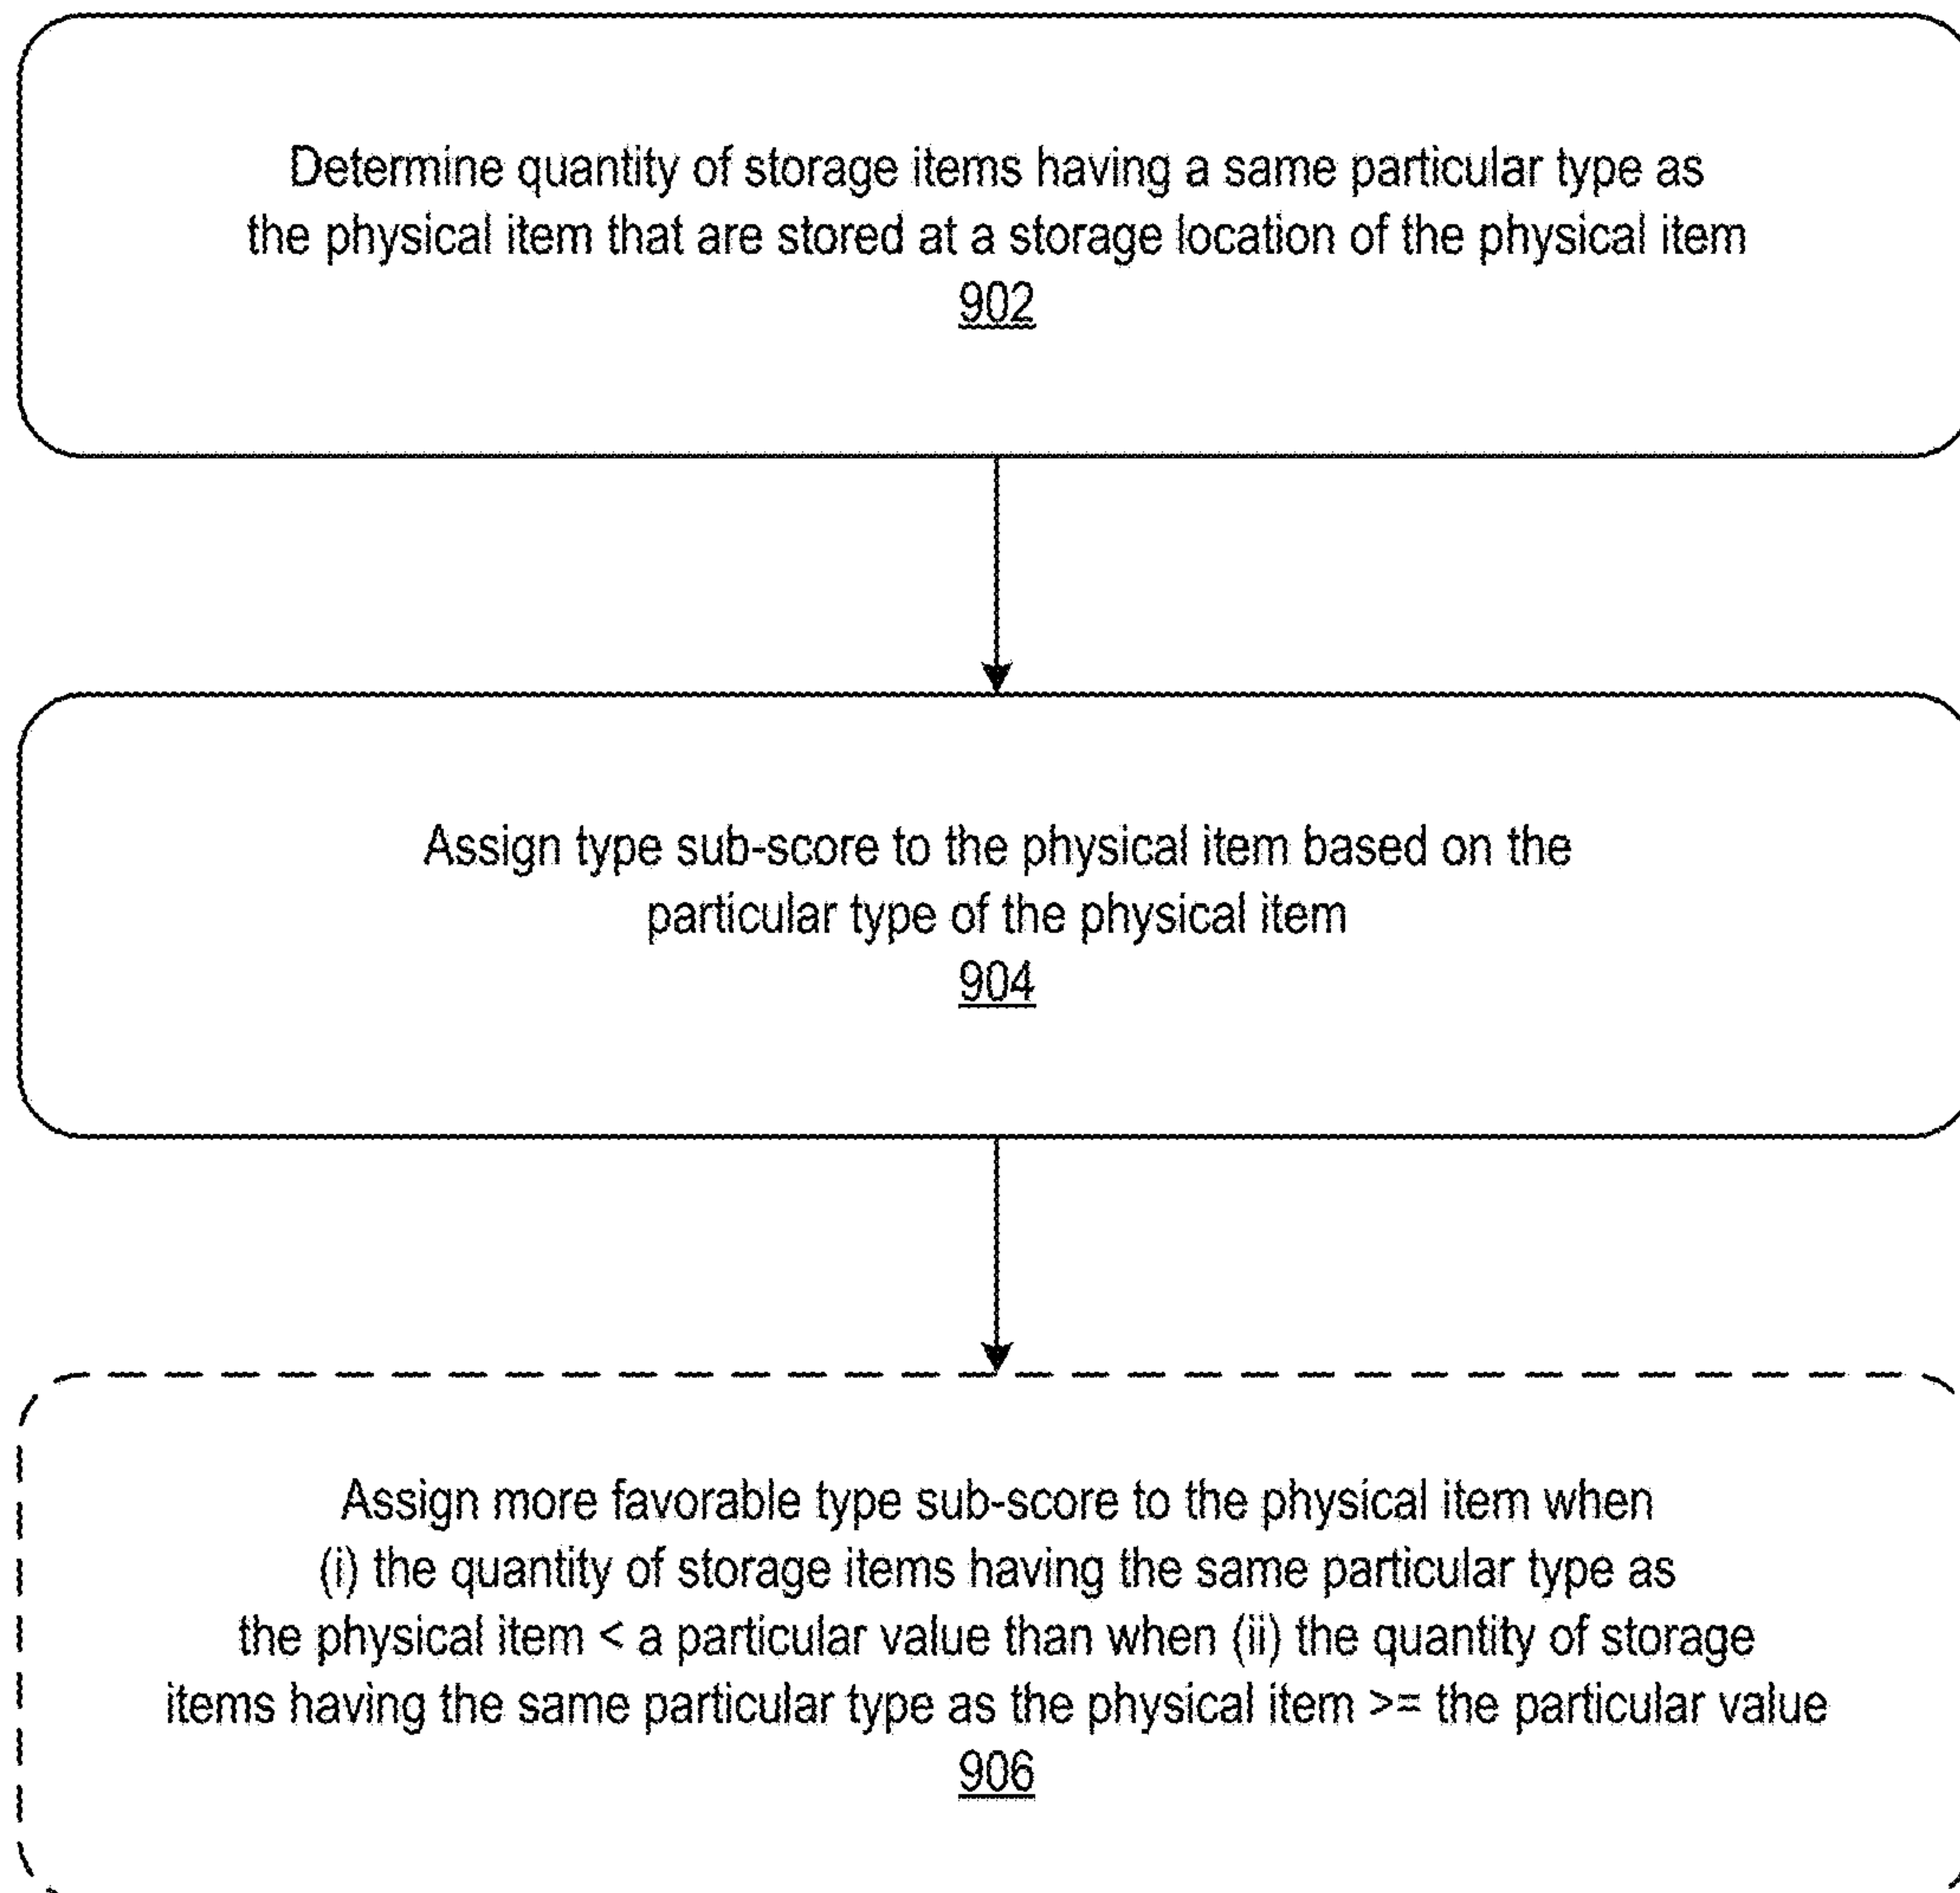 Determine quantity of storage items having a same particular type as
the physical item that are stored at a storage location of the physical item
902
Assign type sub-score to the physical item based on the
particular type of the physical item
904
Assign more favorable type sub-score to the physical item when
(i) the quantity of storage items having the same particular type as
the physical item < a particular value than when (ii) the quantity of storage
items having the same particular type as the physical item >= the particular value
906